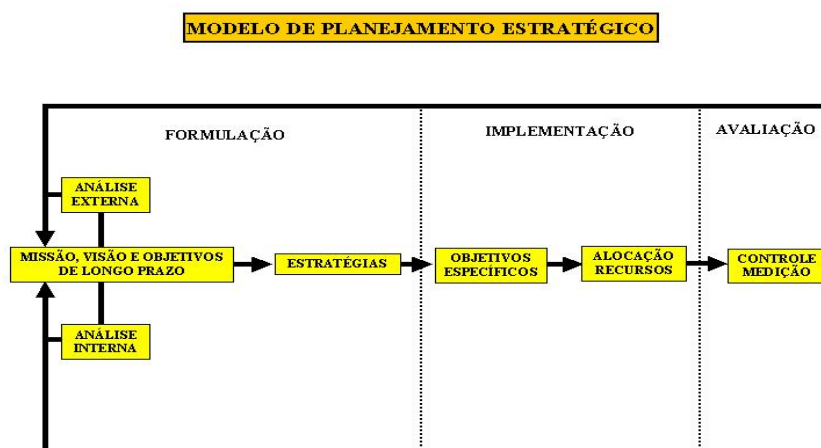 MODELO DE PLANEJAMENTO ESTRATÉGICO
FORMULAÇÃO
IMPLEMENTAÇÃO
AVALIAÇÃO
ANÁLISE
EXTERNA
MISSÃO, VISÃO E OBJETIVOS
DE LONGO PRAZO
ESTRATÉGIAS
OBJETIVOS
ESPECÍFICOS
ALOCAÇÃO
RECURSOS
CONTROLE
MEDIÇÃO
ANÁLISE
INTERNA